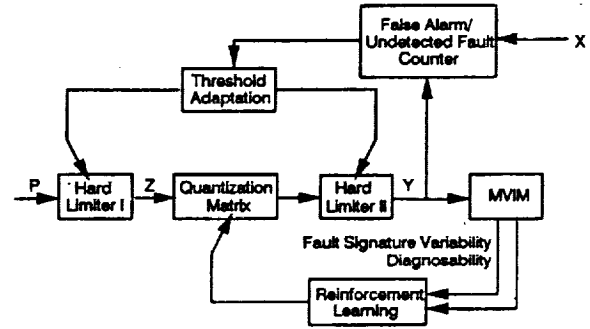 False Alarm/
Undetected Fault
Counter
X
Threshold
Adaptation
P
Hard
Limiter I
Z
Quantization
Matrix
Hard
Limiter II
Y
MVIM
Fault Signature Variability
Diagnosability
Reinforcement
Learning